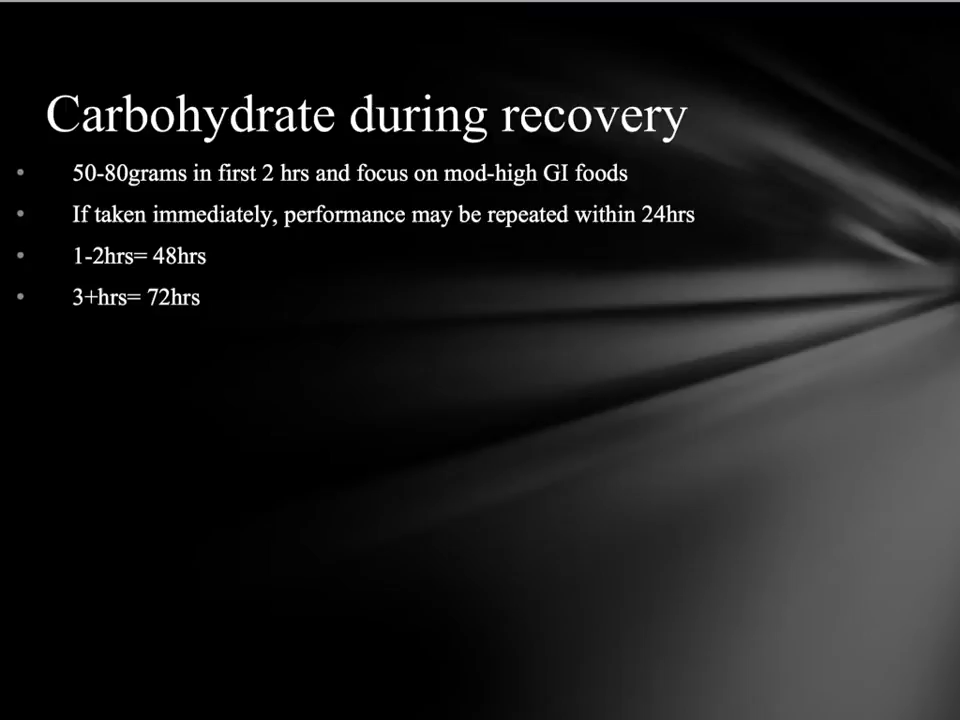 Carbohydrate during recovery
• 50-80grams in first 2 hrs and focus on mod-high GI foods
• If taken immediately, performance may be repeated within 24hrs
• 1-2hrs= 48hrs
• 3+hrs= 72hrs